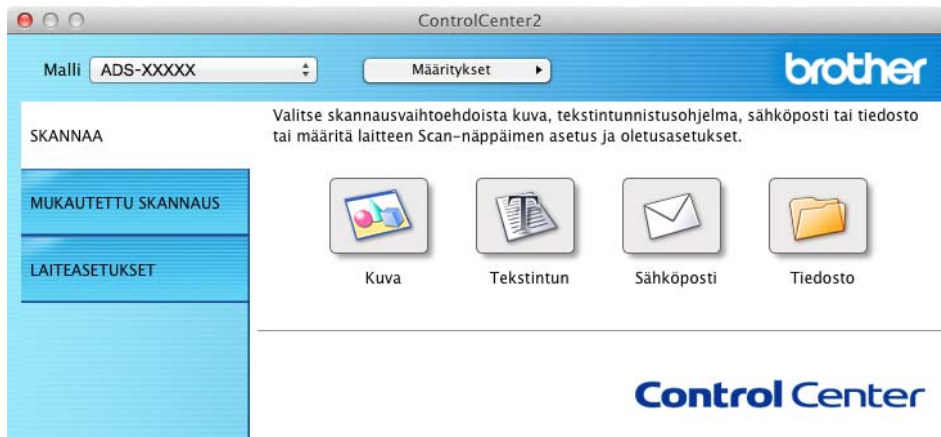 ControlCenter2
Malli ADS-XXXXX Määritykset
brother
SKANNAA
Valitse skannausvaihtoehdoista kuva, tekstintunnistusohjelma, sähköposti tai tiedosto
tai määritä laitteen Scan-näppäimen asetus ja oletusasetukset.
MUKAUTETTU SKANNAUS
LAITEASETUKSET
Kuva Tekstintun Sähköposti Tiedosto
Control Center